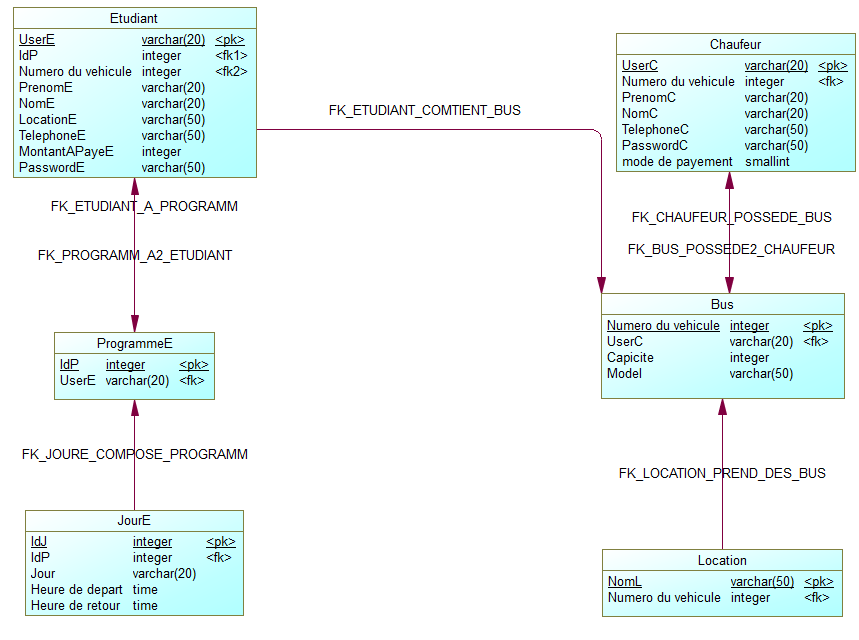 Etudiant
UserE varchar(20) <pk>
IdP integer <fk1>
Numero du vehicule integer <fk2>
PrenomE varchar(20)
NomE varchar(20)
LocationE varchar(50)
TelephoneE varchar(50)
MontantAPayeE integer
PasswordE varchar(50)
FK_ETUDIANT_COMTIENT_BUS
Chaufeur
UserC varchar(20) <pk>
Numero du vehicule integer <fk>
PrenomC varchar(20)
NomC varchar(20)
TelephoneC varchar(50)
PasswordC varchar(50)
mode de payement smallint
FK_ETUDIANT_A_PROGRAMM
FK_PROGRAMM_A2_ETUDIANT
FK_CHAUFEUR_POSSEDE_BUS
FK_BUS_POSSEDE2_CHAUFEUR
ProgrammeE
IdP integer <pk>
UserE varchar(20) <fk>
Bus
Numero du vehicule integer <pk>
UserC varchar(20) <fk>
Capicite integer
Model varchar(50)
FK_JOURE_COMPOSE_PROGRAMM
FK_LOCATION_PREND_DES_BUS
JourE
IdJ integer <pk>
IdP integer <fk>
Jour varchar(20)
Heure de depart time
Heure de retour time
Location
NomL varchar(50) <pk>
Numero du vehicule integer <fk>